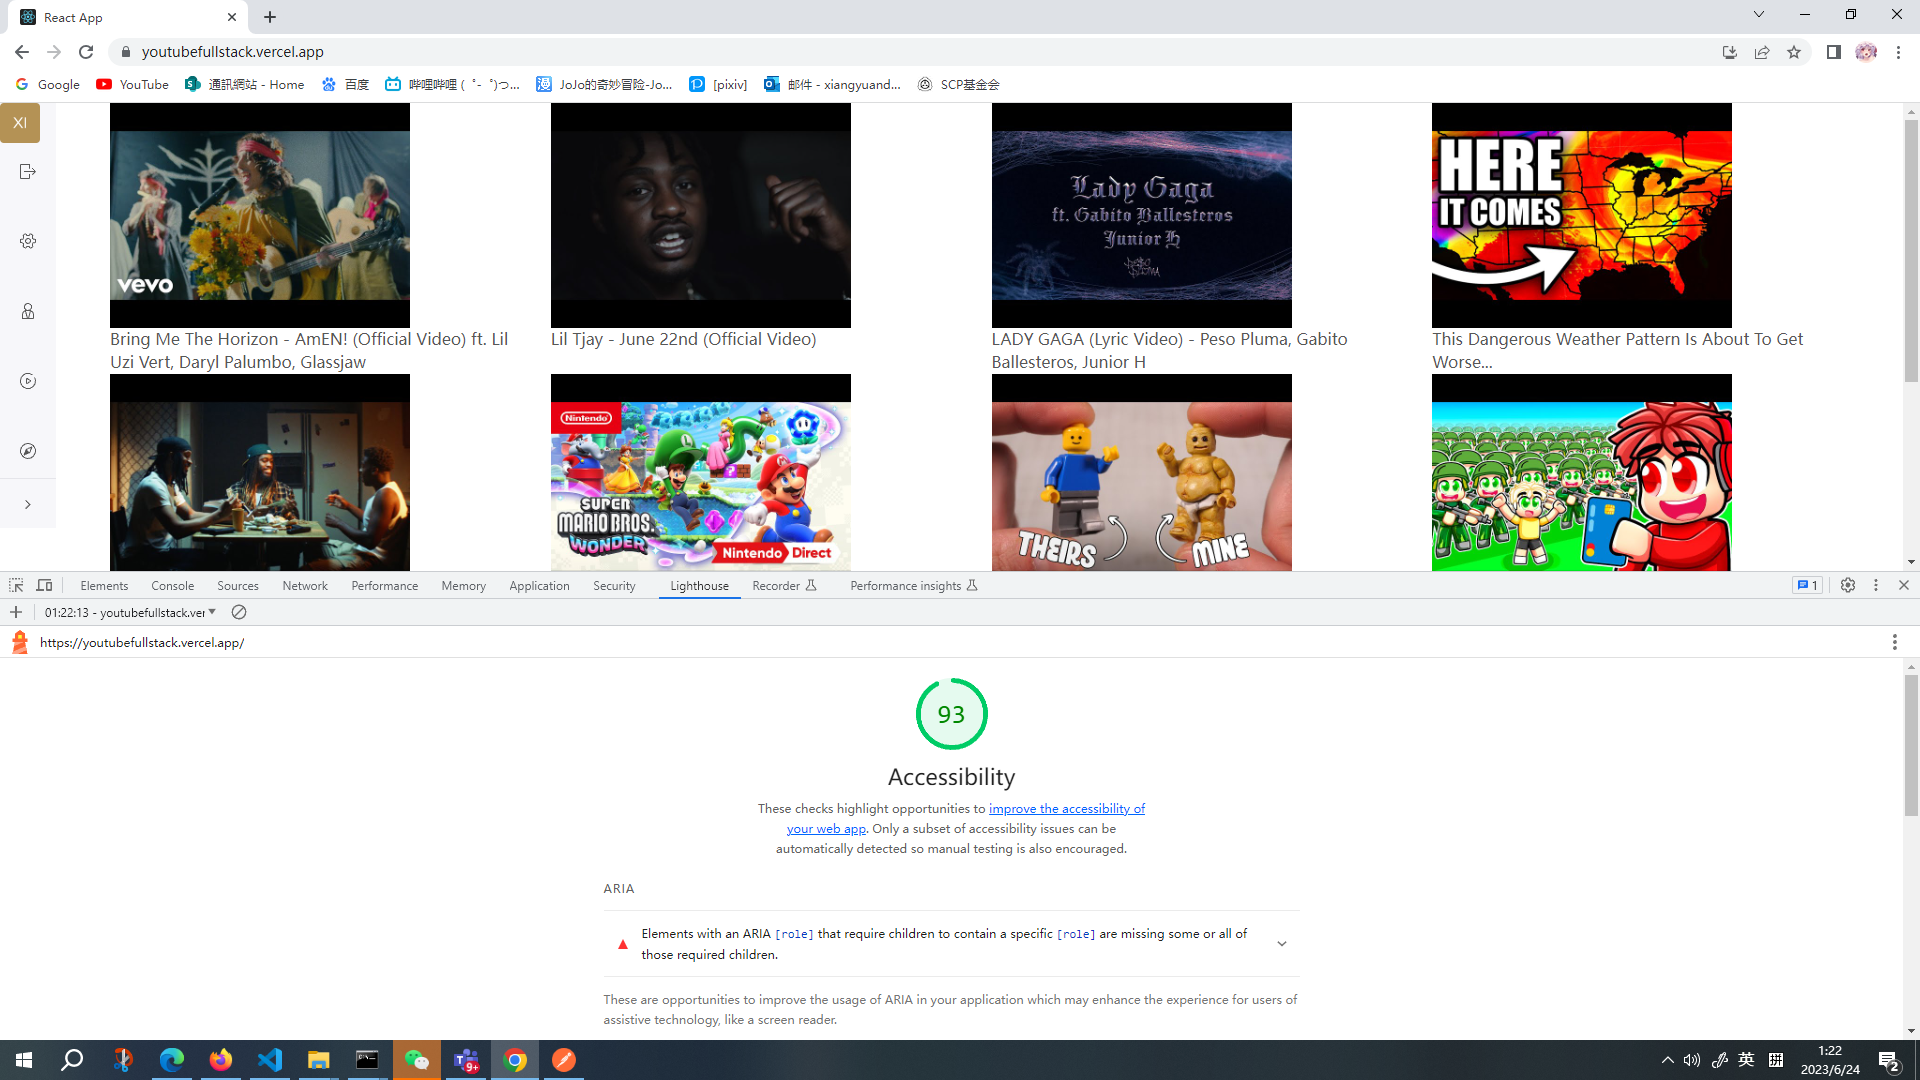 React App
youtubefullstack.vercel.app
Google YouTube 通訊網站 - Home 百度 哔哩哔哩 ( ゜- ゜)つ... JoJo的奇妙冒险-Jo... [pixiv] 邮件 - xiangyuand... SCP基金会
XI
vevo
Lady Gaga
ft. Gabito Ballesteros
Junior H
HERE
IT COMES
Bring Me The Horizon - AmEN! (Official Video) ft. Lil
Uzi Vert, Daryl Palumbo, Glassjaw
Lil Tjay - June 22nd (Official Video)
LADY GAGA (Lyric Video) - Peso Pluma, Gabito
Ballesteros, Junior H
This Dangerous Weather Pattern Is About To Get
Worse...
Nintendo
SUPER
MARIO BROS.
WONDER
Nintendo Direct
THEIRS
MINE
Elements Console Sources Network Performance Memory Application Security Lighthouse Recorder Performance insights 1
01:22:13 - youtubefullstack.ver
https://youtubefullstack.vercel.app/
93
Accessibility
These checks highlight opportunities to improve the accessibility of
your web app. Only a subset of accessibility issues can be
automatically detected so manual testing is also encouraged.
ARIA
Elements with an ARIA [role] that require children to contain a specific [role] are missing some or all of
those required children.
These are opportunities to improve the usage of ARIA in your application which may enhance the experience for users of
assistive technology, like a screen reader.
9+
英
拼
1:22
2023/6/24
2